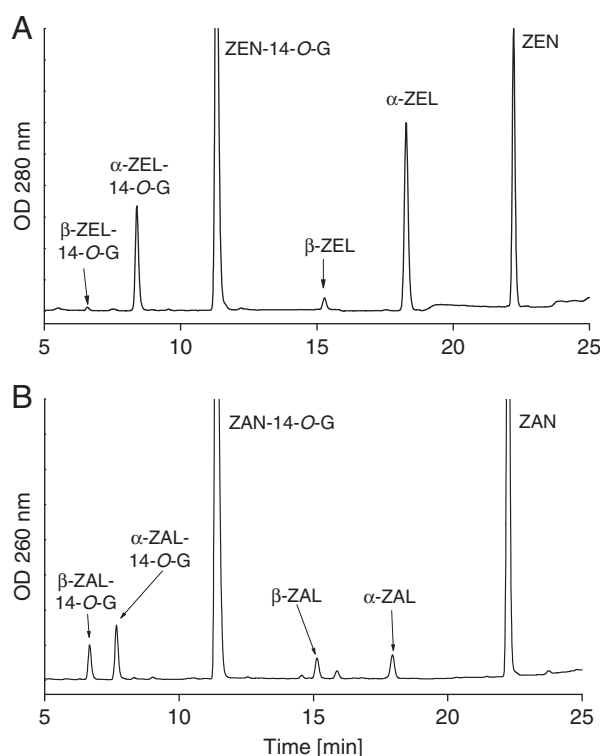 A
OD 280 nm
β-ZEL-
14-O-G
α-ZEL-
14-O-G
ZEN-14-O-G
β-ZEL
α-ZEL
ZEN
5 10 15 20 25
B
OD 260 nm
β-ZAL-
14-O-G
α-ZAL-
14-O-G
ZAN-14-O-G
β-ZAL
α-ZAL
ZAN
5 10 15 20 25
Time [min]